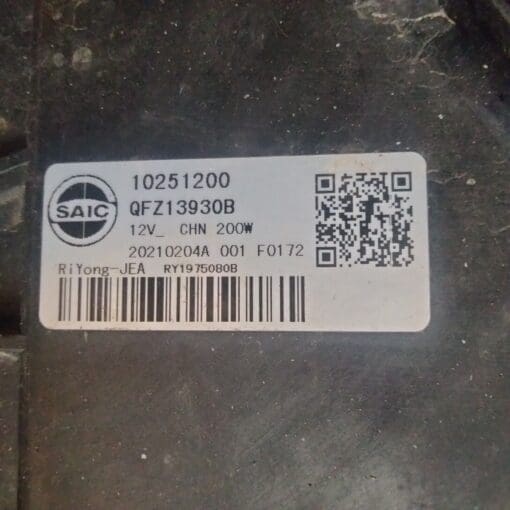 SAIC
10251200
QFZ13930B
12V_ CHN 200W
20210204A 001 F0172
RiYong-JEA RY1975080B